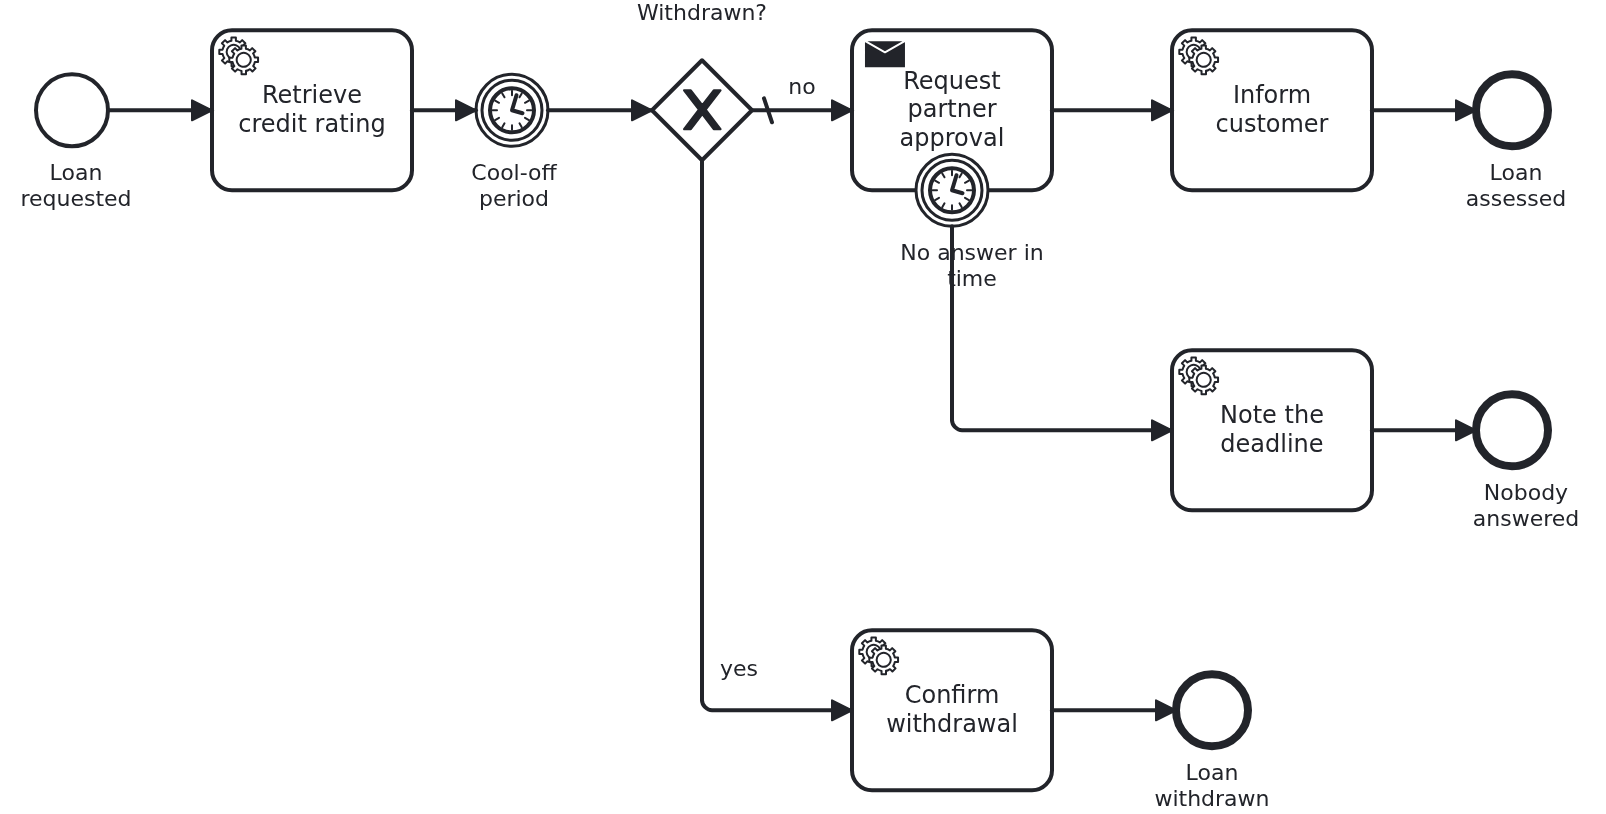 Withdrawn?
Loan
requested
Retrieve
credit rating
Cool-off
period
no
Request
partner
approval
No answer in
time
Inform
customer
Loan
assessed
Note the
deadline
Nobody
answered
yes
Confirm
withdrawal
Loan
withdrawn